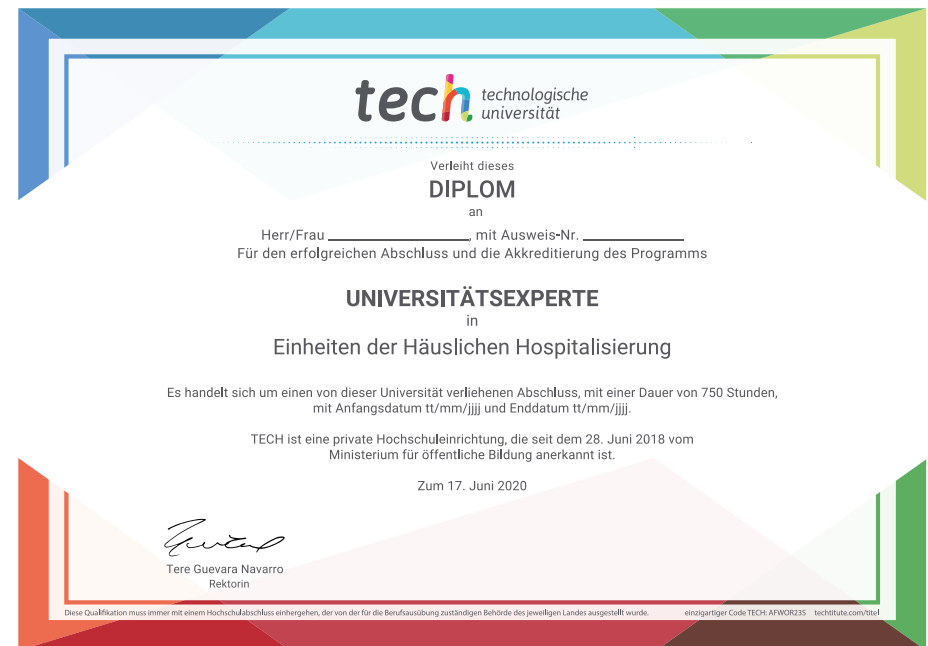 tech technologische
universität
Verleiht dieses
DIPLOM
an
Herr/Frau ____________________, mit Ausweis-Nr. ______________
Für den erfolgreichen Abschluss und die Akkreditierung des Programms
UNIVERSITÄTSEXPERTE
in
Einheiten der Häuslichen Hospitalisierung
Es handelt sich um einen von dieser Universität verliehenen Abschluss, mit einer Dauer von 750 Stunden,
mit Anfangsdatum tt/mm/jjjj und Enddatum tt/mm/jjjj.
TECH ist eine private Hochschuleinrichtung, die seit dem 28. Juni 2018 vom
Ministerium für öffentliche Bildung anerkannt ist.
Zum 17. Juni 2020
Tere Guevara Navarro
Rektorin
Diese Qualifikation muss immer mit einem Hochschulabschluss einhergehen, der von der für die Berufsausübung zuständigen Behörde des jeweiligen Landes ausgestellt wurde. einzigartiger Code TECH: AFWOR23S techtitute.com/titel